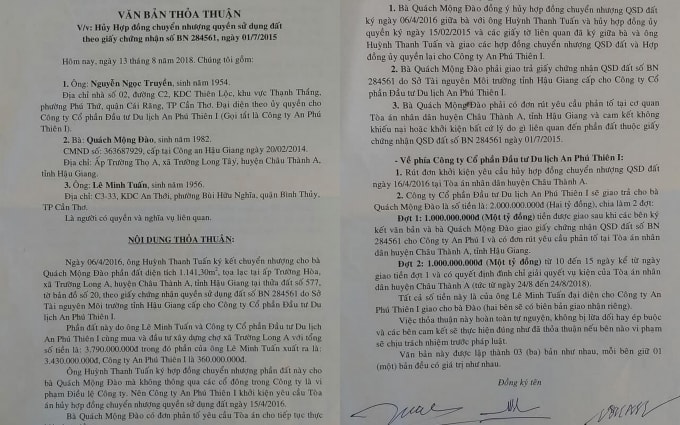 VĂN BẢN THỎA THUẬN
V/v: Hủy Hợp đồng chuyển nhượng quyền sử dụng đất
theo giấy chứng nhận số BN 284561, ngày 01/7/2015
Hôm nay, ngày 13 tháng 8 năm 2018. Chúng tôi gồm:
1. Ông: Nguyễn Ngọc Truyền, sinh năm 1954.
Địa chỉ nhà số 02, đường C2, KDC Thiên Lộc, khu vực Thạnh Thắng,
phường Phú Thứ, quận Cái Răng, TP Cần Thơ. Đại diện theo ủy quyền cho
Công ty Cổ Phần Đầu Tư Du Lịch An Phú Thiên I (Gọi tắt là Công ty An Phú
Thiên I).
2. Bà: Quách Mộng Đào, sinh năm 1982.
CMND số: 363687929, cấp tại Công an Hậu Giang ngày 20/02/2014.
Địa chỉ: Ấp Trường Thọ A, xã Trường Long Tây, huyện Châu Thành A,
tỉnh Hậu Giang.
3. Ông: Lê Minh Tuấn, sinh năm 1956.
Địa chỉ: C3-33, KDC An Thới, phường Bùi Hữu Nghĩa, quận Bình Thủy,
TP Cần Thơ.
Là người có quyền và nghĩa vụ liên quan.
NỘI DUNG THỎA THUẬN:
Ngày 06/4/2016, ông Huỳnh Thanh Tuấn ký kết chuyển nhượng cho bà
Quách Mộng Đào phần đất diện tích 1.141,30m², tọa lạc tại ấp Trường Hòa,
xã Trường Long A, huyện Châu Thành A, tỉnh Hậu Giang tại thửa đất số 577,
tờ bản đồ số 20, theo giấy chứng nhận quyền sử dụng đất số BN 284561 do Sở
Tài nguyên Môi trường tỉnh Hậu Giang cấp cho Công ty Cổ Phần Đầu Tư Du
lịch An Phú Thiên I.
Phần đất này do ông Lê Minh Tuấn và Công ty Cổ Phần Đầu Tư Du lịch
An Phú Thiên I cùng mua và đầu tư xây dựng chợ xã Trường Long A với tổng
số tiền là: 3.790.000.000đ trong đó phần của ông Lê Minh Tuấn xuất ra là:
3.430.000.000đ, Công ty An Phú Thiên I là 360.000.000đ.
Ông Huỳnh Thanh Tuấn ký hợp đồng chuyển nhượng phần đất này cho
bà Quách Mộng Đào mà không thông qua các cổ đông trong Công ty là vi
phạm Điều lệ Công ty. Nên Công ty An Phú Thiên I khởi kiện yêu cầu Tòa
án hủy hợp đồng chuyển nhượng quyền sử dụng đất ngày 15/4/2016.
Bà Quách Mộng Đào có đơn phản tố yêu cầu Tòa án cho tiếp tục thực
1. Bà Quách Mộng Đào đồng ý hủy hợp đồng chuyển nhượng QSD đất
ký ngày 06/4/2016 giữa bà với ông Huỳnh Thanh Tuấn và hủy hợp đồng ủy
quyền ký ngày 15/02/2015 và các giấy tờ liên quan đã ký giữa bà và ông
Huỳnh Thanh Tuấn và giao các hợp đồng chuyển nhượng QSD đất và Hợp
đồng ủy quyền lại cho Công ty An Phú Thiên I.
2. Bà Quách Mộng Đào phải giao trả giấy chứng nhận QSD đất số BN
284561 do Sở Tài nguyên Môi trường tỉnh Hậu Giang cấp cho Công ty Cổ
Phần Đầu Tư Du lịch An Phú Thiên I.
3. Bà Quách Mộng Đào phải có đơn rút yêu cầu phản tố tại cơ quan
Tòa án nhân dân huyện Châu Thành A, tỉnh Hậu Giang và cam kết không
khiếu nại hoặc khởi kiện bất cứ lý do gì liên quan đến phần đất thuộc giấy
chứng nhận QSD đất số BN 284561 ngày 01/7/2015.
- Về phía Công ty Cổ phần Đầu Tư Du lịch An Phú Thiên I:
1. Rút đơn khởi kiện yêu cầu hủy hợp đồng chuyển nhượng QSD đất
ngày 16/4/2016 tại Tòa án nhân dân huyện Châu Thành A.
2. Công ty Cổ Phần Đầu Tư Du lịch An Phú Thiên I sẽ giao trả cho bà
Quách Mộng Đào là số tiền là: 2.000.000.000đ (Hai tỷ đồng), chia làm 2 đợt:
Đợt 1: 1.000.000.000đ (Một tỷ đồng) tiền được giao sau khi các bên ký
kết văn bản và bà Quách Mộng Đào giao giấy chứng nhận QSD đất số BN
284561 cho Công ty An Phú I và có đơn rút yêu cầu phản tố tại Tòa án nhân
dân huyện Châu Thành A, tỉnh Hậu Giang.
Đợt 2: 1.000.000.000đ (Một tỷ đồng) từ 10 đến 15 ngày kể từ ngày
giao tiền đợt 1 và có quyết định đình chỉ giải quyết vụ kiện của Tòa án nhân
dân huyện Châu Thành A (tức từ ngày 24/8 đến 24/8/2018).
Tất cả số tiền này là của ông Lê Minh Tuấn đại diện cho Công ty An
Phú Thiên I giao cho bà Đào (hai bên sẽ có biên bản giao nhận riêng).
Việc thỏa thuận này hoàn toàn tự nguyện, không bị lừa dối hay ép buộc
và các bên cam kết sẽ thực hiện đúng như đã thỏa thuận nếu bên nào vi phạm
sẽ chịu trách nhiệm trước pháp luật.
Văn bản này được lập thành 03 (ba) bản như nhau, mỗi bên giữ 01
(một) bản đều có giá trị như nhau.
Đồng ký tên